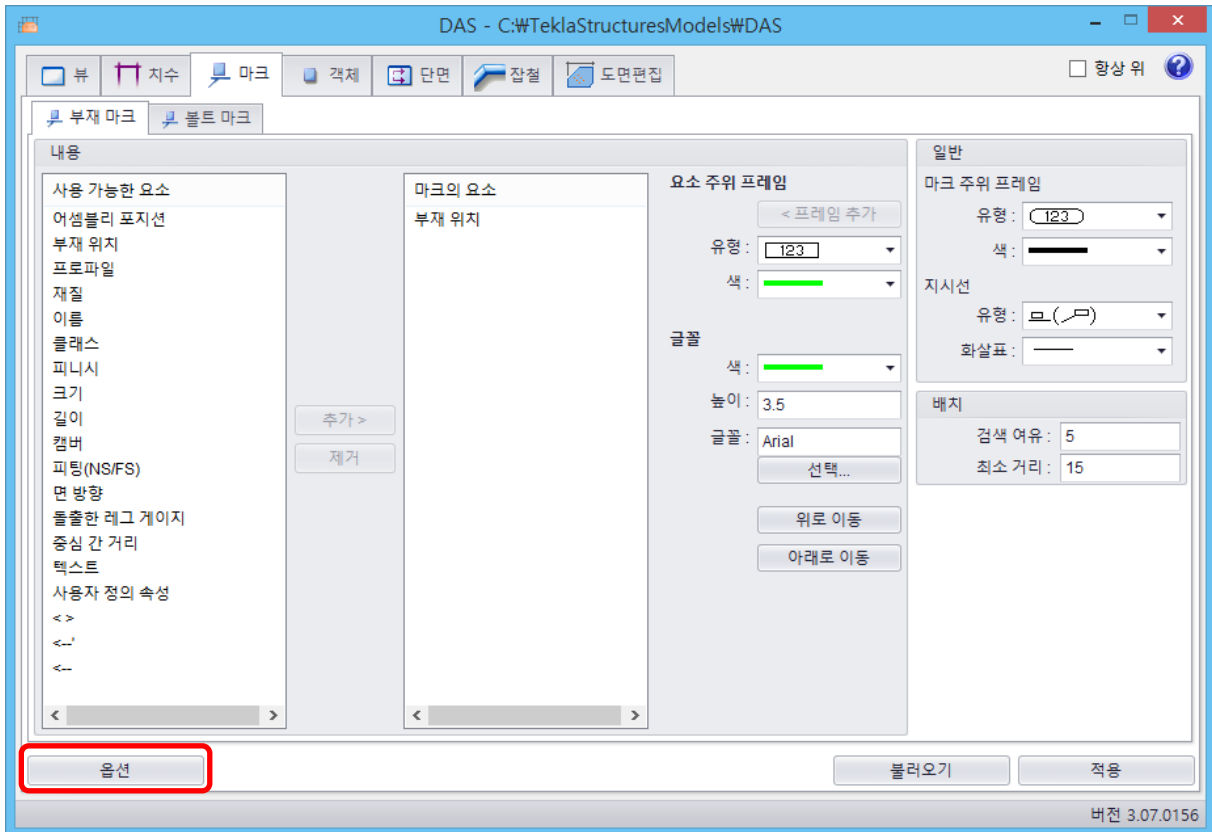 DAS - C:₩TeklaStructuresModels₩DAS
뷰 치수 마크 객체 단면 잡철 도면편집 항상 위
부재 마크 볼트 마크
내용
사용 가능한 요소
어셈블리 포지션
부재 위치
프로파일
재질
이름
클래스
피니시
크기
길이
캠버
피팅(NS/FS)
면 방향
돌출한 레그 게이지
중심 간 거리
텍스트
사용자 정의 속성
< >
<--'
<--
추가 >
제거
마크의 요소
부재 위치
요소 주위 프레임
< 프레임 추가
유형 : 123
색 :
글꼴
색 :
높이 : 3.5
글꼴 : Arial
선택...
위로 이동
아래로 이동
일반
마크 주위 프레임
유형 : 123
색 :
지시선
유형 :
화살표 :
배치
검색 여유 : 5
최소 거리 : 15
옵션 불러오기 적용
버전 3.07.0156